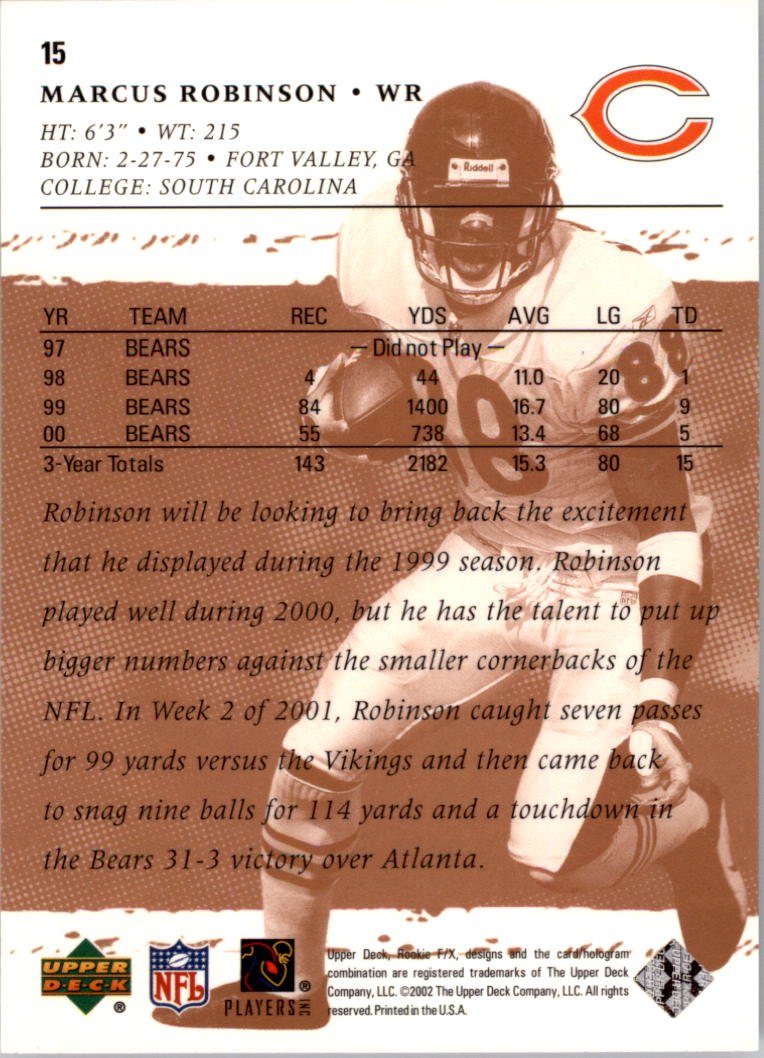 15
MARCUS ROBINSON • WR
HT: 6'3" • WT: 215
BORN: 2-27-75 • FORT VALLEY, GA
COLLEGE: SOUTH CAROLINA
Riddell
YR TEAM REC YDS AVG LG TD
97 BEARS — Did not Play —
98 BEARS 4 44 11.0 20 1
99 BEARS 84 1400 16.7 80 9
00 BEARS 55 738 13.4 68 5
3-Year Totals 143 2182 15.3 80 15
88
88
Robinson will be looking to bring back the excitement
that he displayed during the 1999 season. Robinson
played well during 2000, but he has the talent to put up
bigger numbers against the smaller cornerbacks of the
NFL. In Week 2 of 2001, Robinson caught seven passes
for 99 yards versus the Vikings and then came back
to snag nine balls for 114 yards and a touchdown in
the Bears 31-3 victory over Atlanta.
UPPER
DECK ®
NFL
PLAYERS INC ®
Upper Deck, Rookie F/X, designs and the card/hologram
combination are registered trademarks of The Upper Deck
Company, LLC. ©2002 The Upper Deck Company, LLC. All rights
reserved. Printed in the U.S.A.